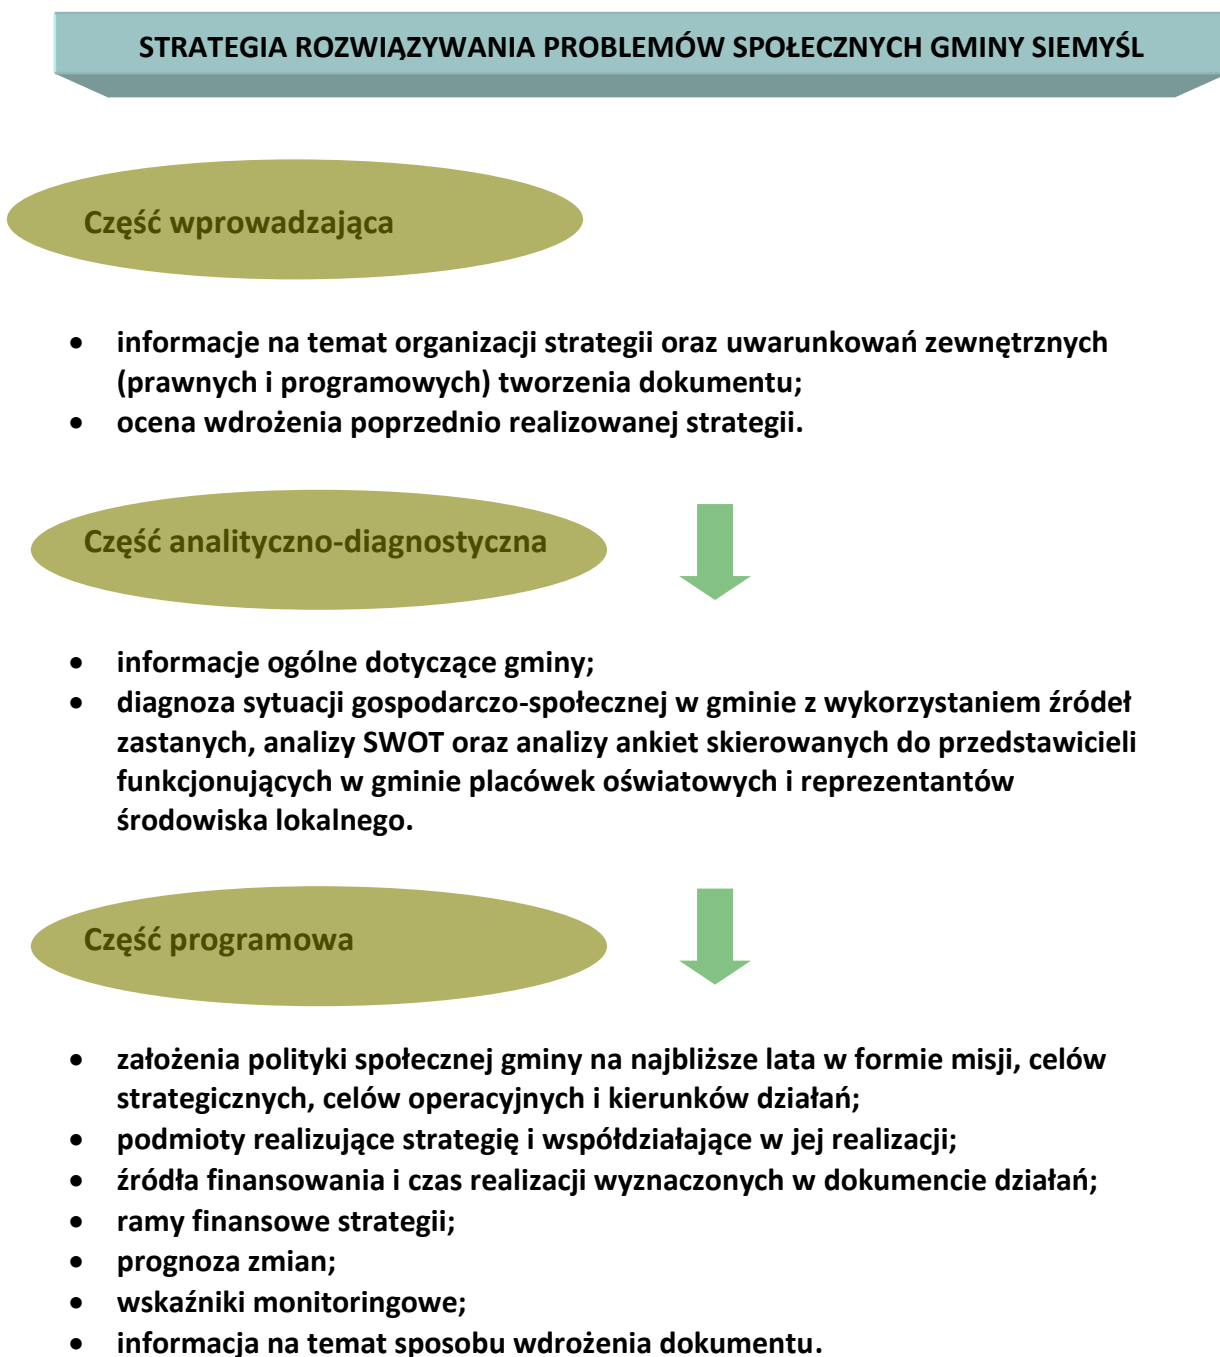 STRATEGIA ROZWIĄZYWANIA PROBLEMÓW SPOŁECZNYCH GMINY SIEMYŚL
Część wprowadzająca
• informacje na temat organizacji strategii oraz uwarunkowań zewnętrznych
(prawnych i programowych) tworzenia dokumentu;
• ocena wdrożenia poprzednio realizowanej strategii.
Część analityczno-diagnostyczna
• informacje ogólne dotyczące gminy;
• diagnoza sytuacji gospodarczo-społecznej w gminie z wykorzystaniem źródeł
zastanych, analizy SWOT oraz analizy ankiet skierowanych do przedstawicieli
funkcjonujących w gminie placówek oświatowych i reprezentantów
środowiska lokalnego.
Część programowa
• założenia polityki społecznej gminy na najbliższe lata w formie misji, celów
strategicznych, celów operacyjnych i kierunków działań;
• podmioty realizujące strategię i współdziałające w jej realizacji;
• źródła finansowania i czas realizacji wyznaczonych w dokumencie działań;
• ramy finansowe strategii;
• prognoza zmian;
• wskaźniki monitoringowe;
• informacja na temat sposobu wdrożenia dokumentu.